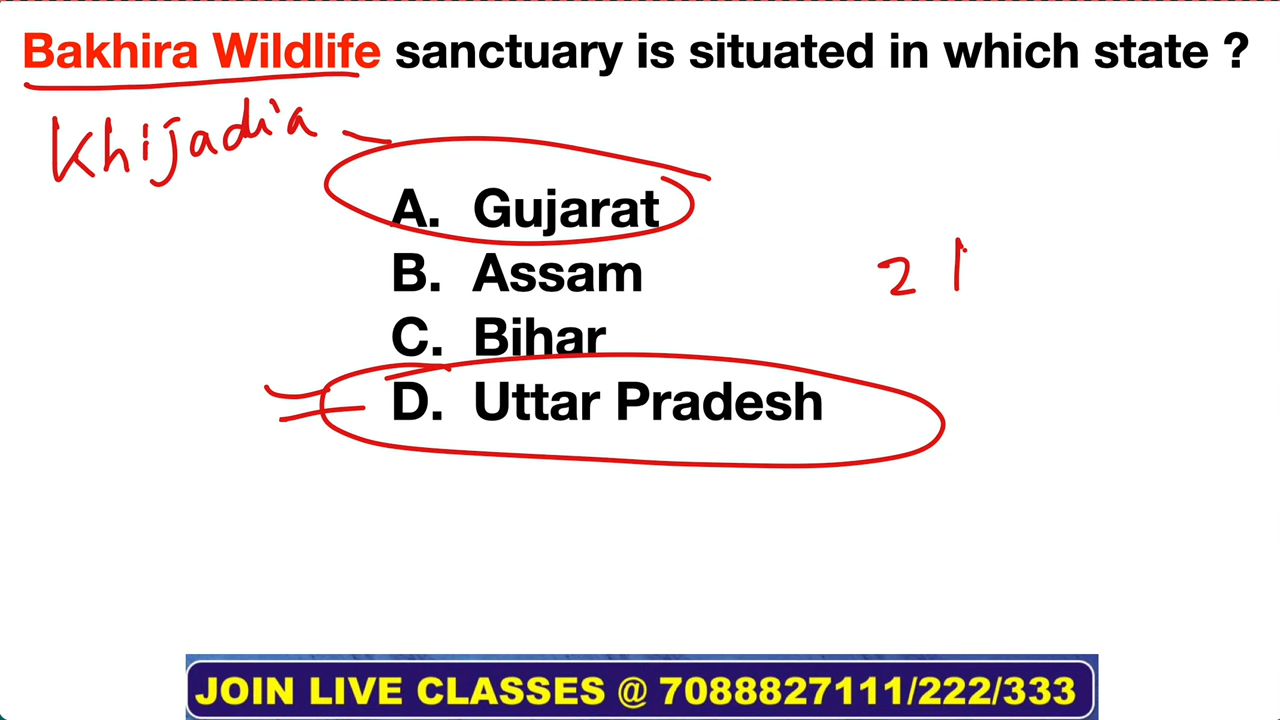 Bakhira Wildlife sanctuary is situated in which state ?
Khijadia
A. Gujarat
B. Assam
2
C. Bihar
D. Uttar Pradesh
JOIN LIVE CLASSES @ 7088827111/222/333